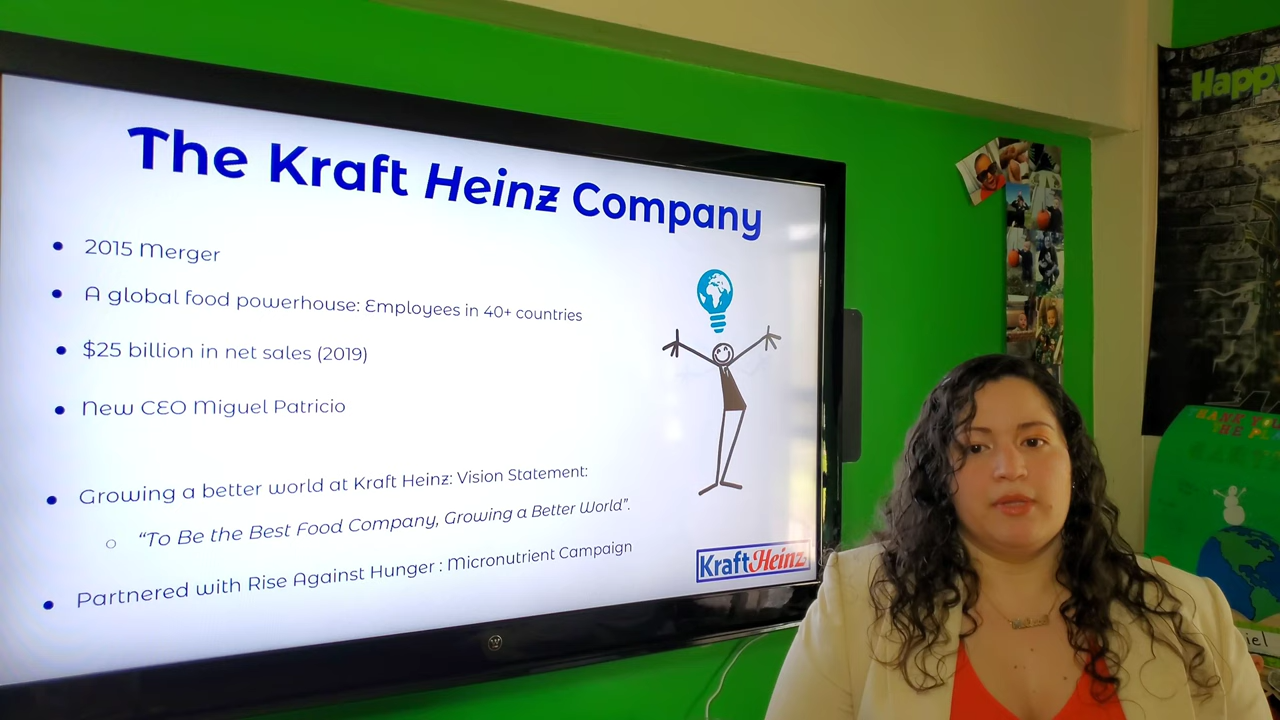 The Kraft Heinz Company
• 2015 Merger
• A global food powerhouse: Employees in 40+ countries
• $25 billion in net sales (2019)
• New CEO Miguel Patricio
• Growing a better world at Kraft Heinz: Vision Statement:
○ “To Be the Best Food Company, Growing a Better World”.
• Partnered with Rise Against Hunger : Micronutrient Campaign
KraftHeinz
Happy